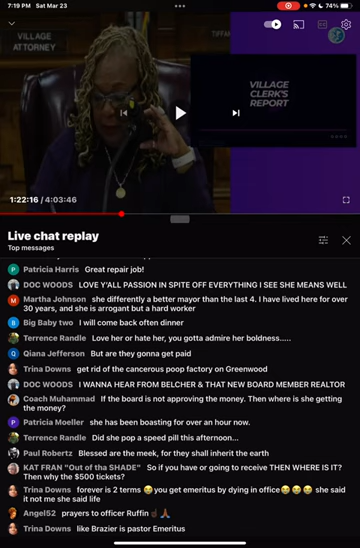 7:19 PM Sat Mar 23
74%
VILLAGE
ATTORNEY
TIFFA
VILLAGE
CLERK'S
REPORT
1:22:16 / 4:03:46
Live chat replay
Top messages
Patricia Harris Great repair job!
DOC WOODS LOVE Y'ALL PASSION IN SPITE OFF EVERYTHING I SEE SHE MEANS WELL
Martha Johnson she differently a better mayor than the last 4. I have lived here for over
30 years, and she is arrogant but a hard worker
Big Baby two I will come back often dinner
Terrence Randle Love her or hate her, you gotta admire her boldness.....
Qiana Jefferson But are they gonna get paid
Trina Downs get rid of the cancerous poop factory on Greenwood
DOC WOODS I WANNA HEAR FROM BELCHER & THAT NEW BOARD MEMBER REALTOR
Coach Muhammad If the board is not approving the money. Then where is she getting
the money?
Patricia Moeller she has been boasting for over an hour now.
Terrence Randle Did she pop a speed pill this afternoon...
Paul Robertz Blessed are the meek, for they shall inherit the earth
KAT FRAN "Out of tha SHADE" So if you have or going to receive THEN WHERE IS IT?
Then why the $500 tickets?
Trina Downs forever is 2 terms 😂you get emeritus by dying in office😂😂😂 she said
it not me she said life
Angel52 prayers to officer Ruffin☝🏿🙏🏿
Trina Downs like Brazier is pastor Emeritus